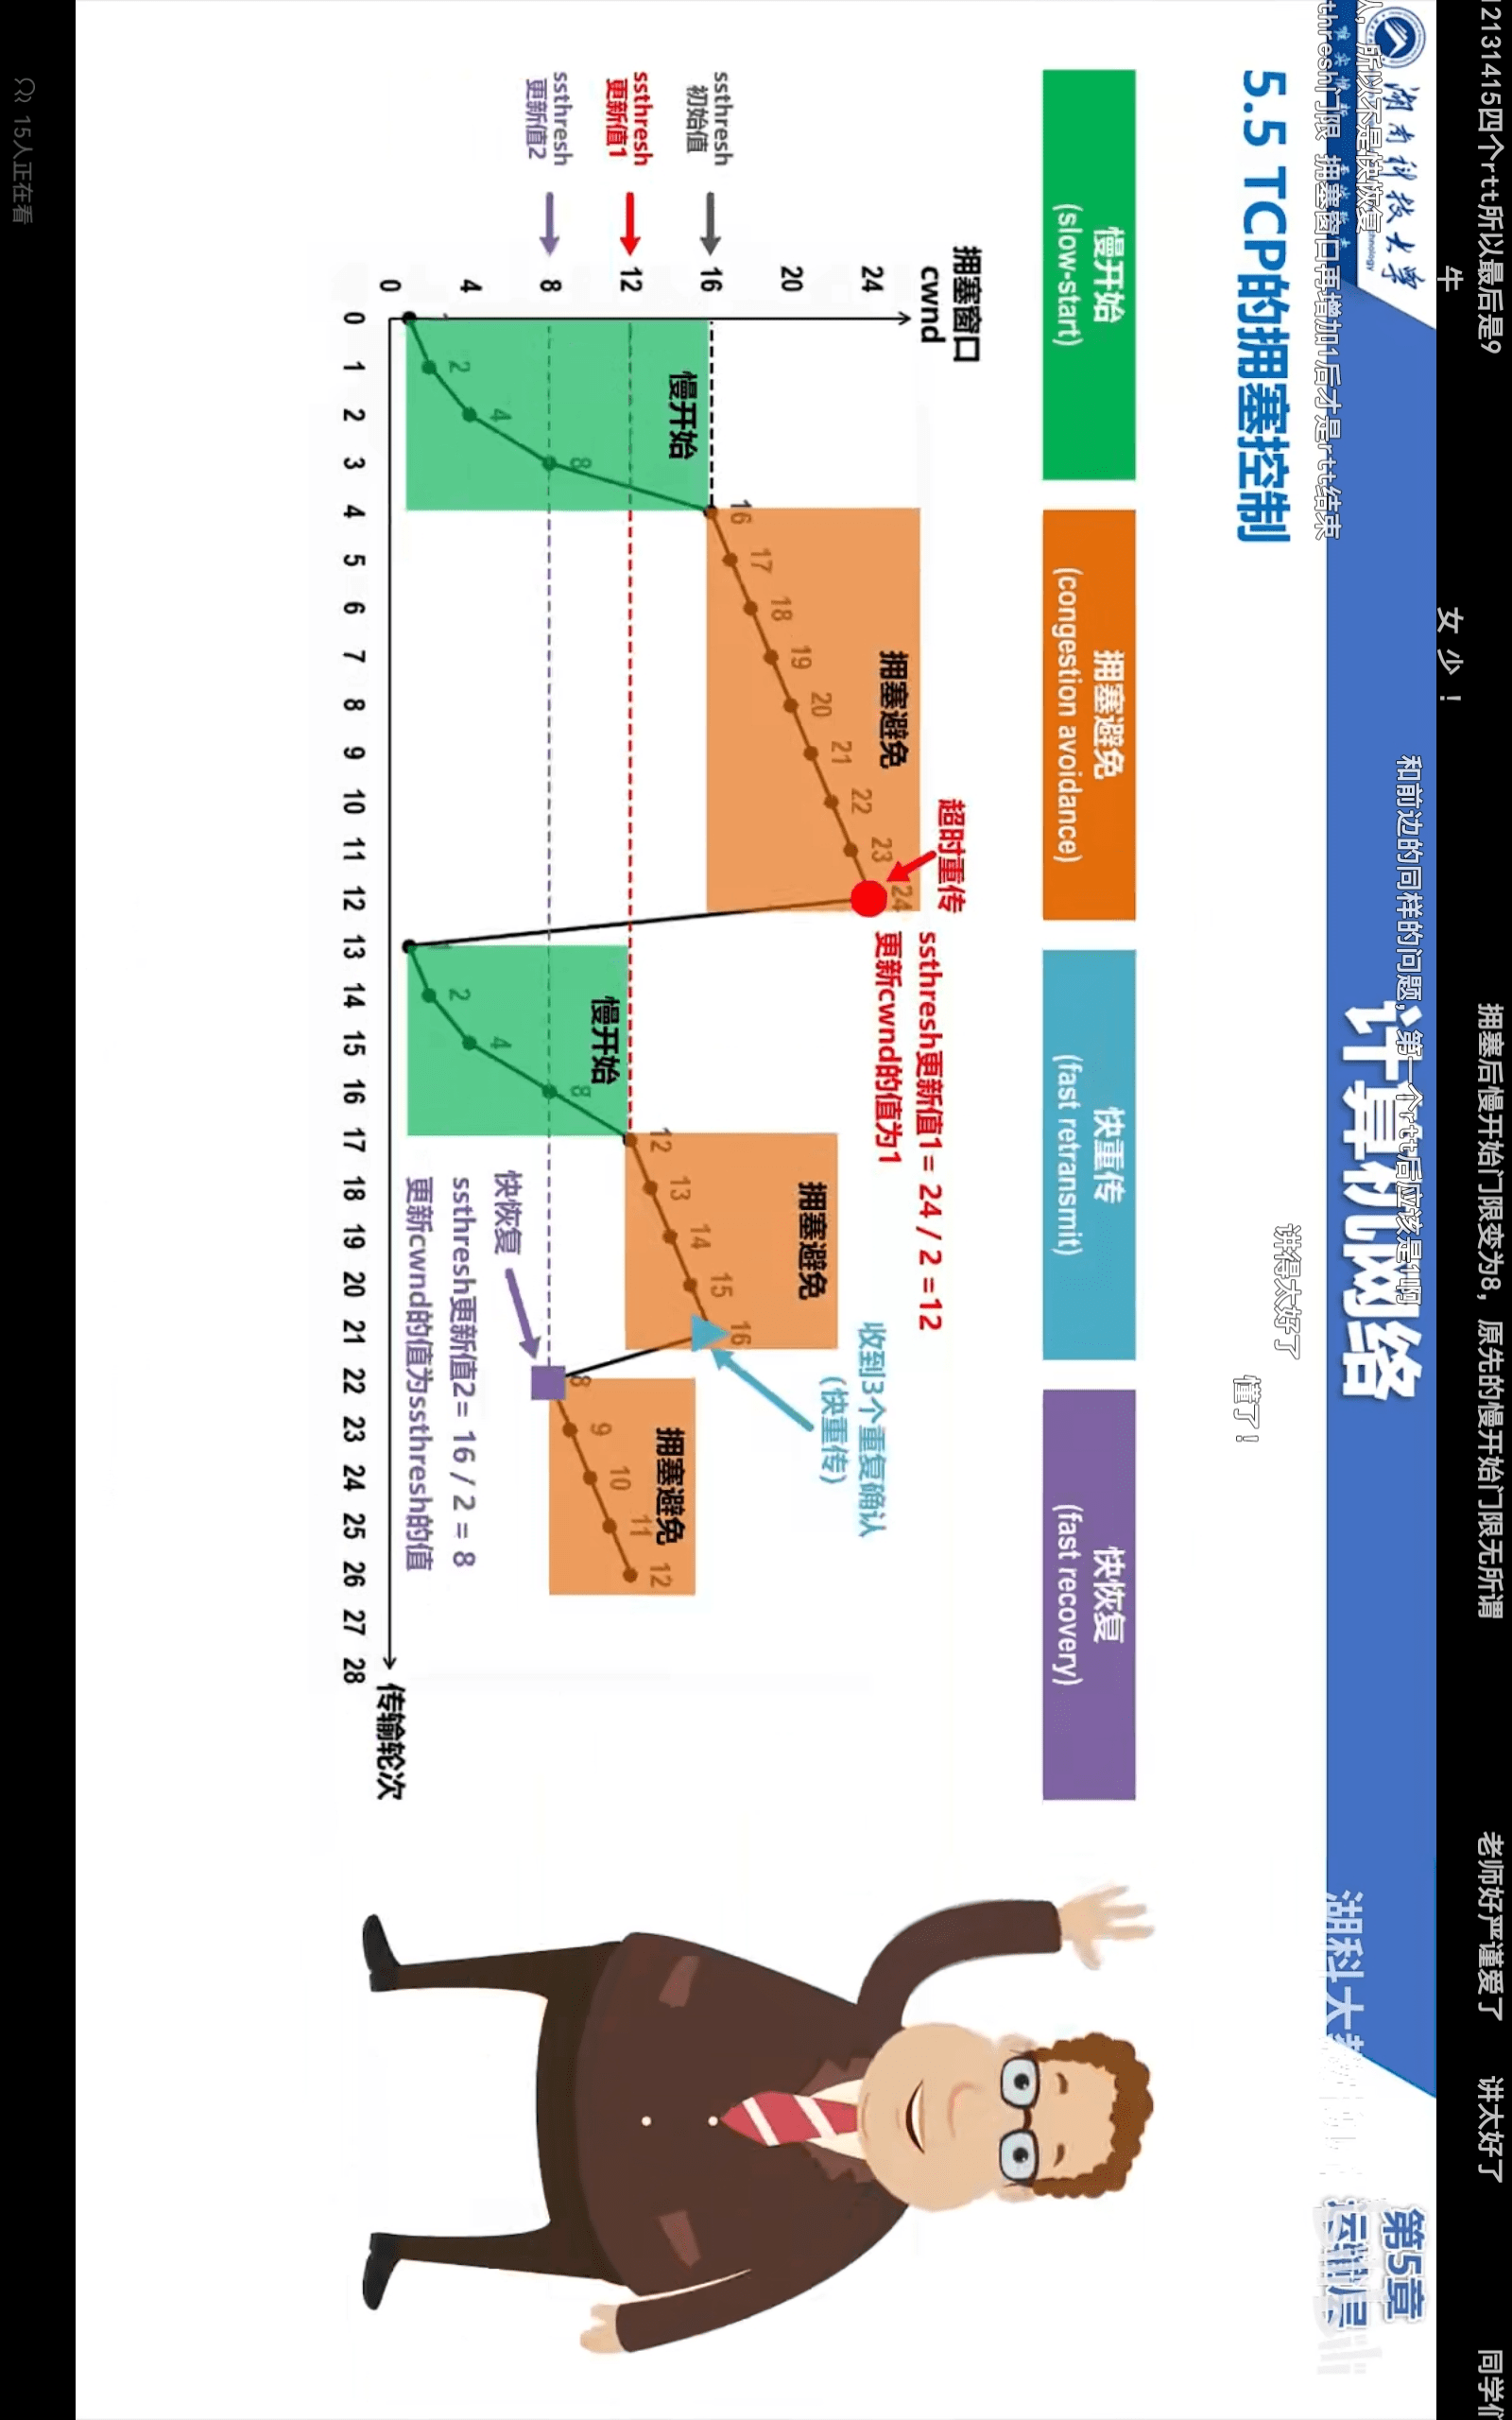 12131415四个rtt所以最后是9
拥塞后慢开始门限变为8，原先的慢开始门限无所谓
老师好严谨爱了
讲太好了
牛
女 少 ！
湖南科技大学
人，所以不是快恢复
和前边的同样的问题，第一个rtt后应该是1啊
计算机网络
第5章
运输层
thresh门限 拥塞窗口再增加1后才是rtt结束
湖科大
5.5 TCP的拥塞控制
讲得太好了
懂了！
慢开始
(slow-start)
拥塞避免
(congestion avoidance)
快重传
(fast retransmit)
快恢复
(fast recovery)
拥塞窗口
cwnd
24
20
16
12
8
4
0
ssthresh
初始值
ssthresh
更新值1
ssthresh
更新值2
慢开始
1
2
4
8
16
拥塞避免
17
18
19
20
21
22
23
24
超时重传
ssthresh更新值1= 24 / 2 =12
更新cwnd的值为1
慢开始
1
2
4
8
12
拥塞避免
13
14
15
16
收到3个重复确认
(快重传)
快恢复
ssthresh更新值2= 16 / 2 = 8
更新cwnd的值为ssthresh的值
拥塞避免
8
9
10
11
12
0 1 2 3 4 5 6 7 8 9 10 11 12 13 14 15 16 17 18 19 20 21 22 23 24 25 26 27 28
传输轮次
15人正在看